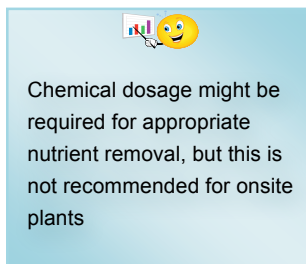 Chemical dosage might be
required for appropriate
nutrient removal, but this is
not recommended for onsite
plants